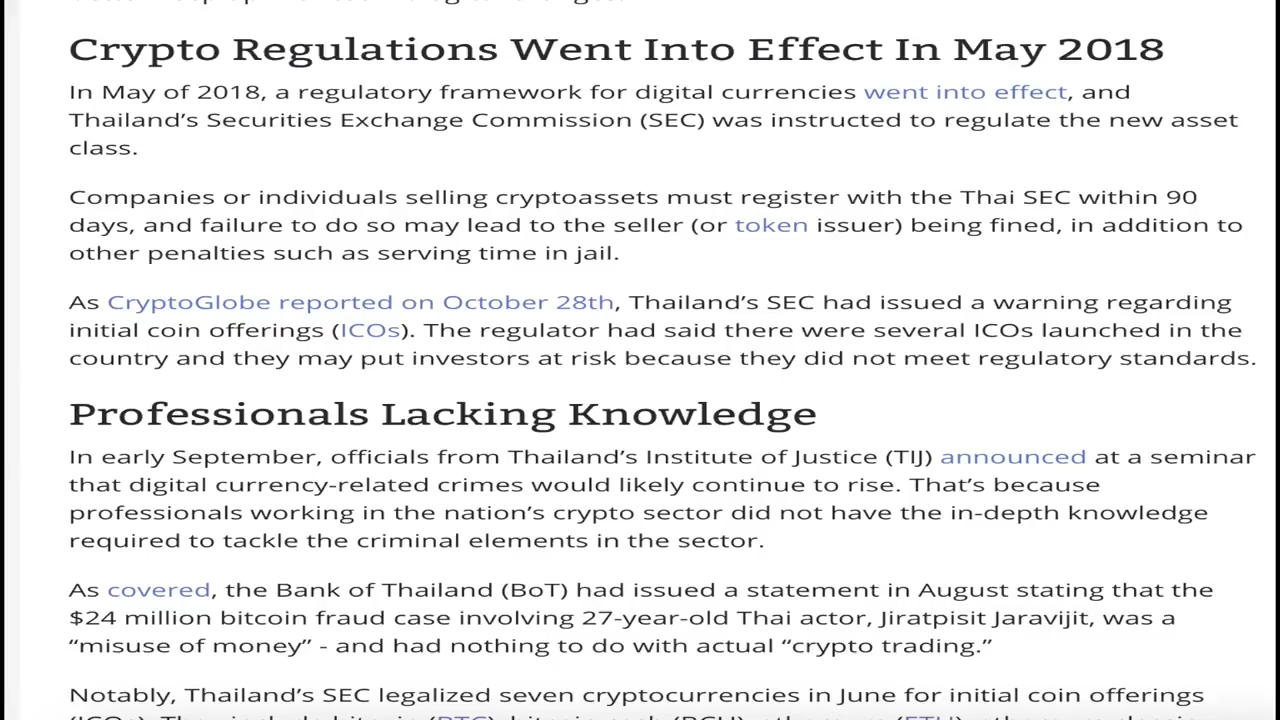 Crypto Regulations Went Into Effect In May 2018
In May of 2018, a regulatory framework for digital currencies went into effect, and
Thailand’s Securities Exchange Commission (SEC) was instructed to regulate the new asset
class.
Companies or individuals selling cryptoassets must register with the Thai SEC within 90
days, and failure to do so may lead to the seller (or token issuer) being fined, in addition to
other penalties such as serving time in jail.
As CryptoGlobe reported on October 28th, Thailand’s SEC had issued a warning regarding
initial coin offerings (ICOs). The regulator had said there were several ICOs launched in the
country and they may put investors at risk because they did not meet regulatory standards.
Professionals Lacking Knowledge
In early September, officials from Thailand’s Institute of Justice (TIJ) announced at a seminar
that digital currency-related crimes would likely continue to rise. That’s because
professionals working in the nation’s crypto sector did not have the in-depth knowledge
required to tackle the criminal elements in the sector.
As covered, the Bank of Thailand (BoT) had issued a statement in August stating that the
$24 million bitcoin fraud case involving 27-year-old Thai actor, Jiratpisit Jaravijit, was a
“misuse of money” - and had nothing to do with actual “crypto trading.”
Notably, Thailand’s SEC legalized seven cryptocurrencies in June for initial coin offerings